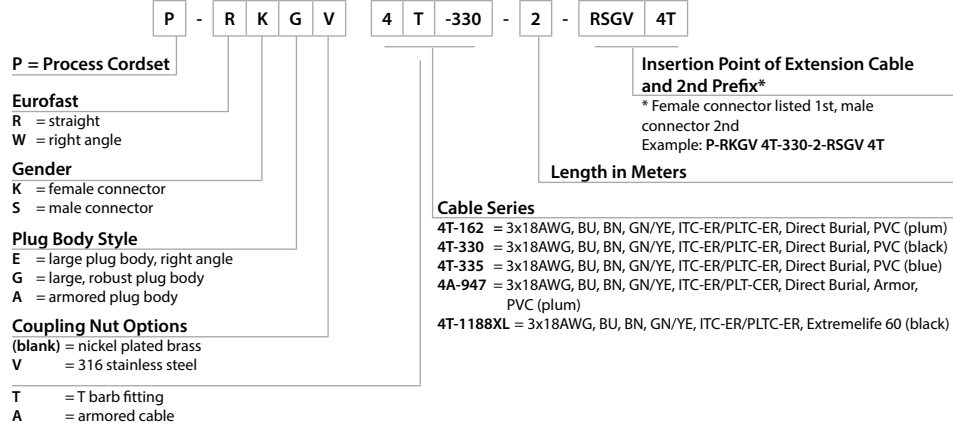 P - R K G V 4 T -330 - 2 - RSGV 4T
P = Process Cordset
Eurofast
R = straight
W = right angle
Gender
K = female connector
S = male connector
Plug Body Style
E = large plug body, right angle
G = large, robust plug body
A = armored plug body
Coupling Nut Options
(blank) = nickel plated brass
V = 316 stainless steel
T = T barb fitting
A = armored cable
Insertion Point of Extension Cable
and 2nd Prefix*
* Female connector listed 1st, male
connector 2nd
Example: P-RKGV 4T-330-2-RSGV 4T
Length in Meters
Cable Series
4T-162 = 3x18AWG, BU, BN, GN/YE, ITC-ER/PLTC-ER, Direct Burial, PVC (plum)
4T-330 = 3x18AWG, BU, BN, GN/YE, ITC-ER/PLTC-ER, Direct Burial, PVC (black)
4T-335 = 3x18AWG, BU, BN, GN/YE, ITC-ER/PLTC-ER, Direct Burial, PVC (blue)
4A-947 = 3x18AWG, BU, BN, GN/YE, ITC-ER/PLT-CER, Direct Burial, Armor,
PVC (plum)
4T-1188XL = 3x18AWG, BU, BN, GN/YE, ITC-ER/PLTC-ER, Extremelife 60 (black)